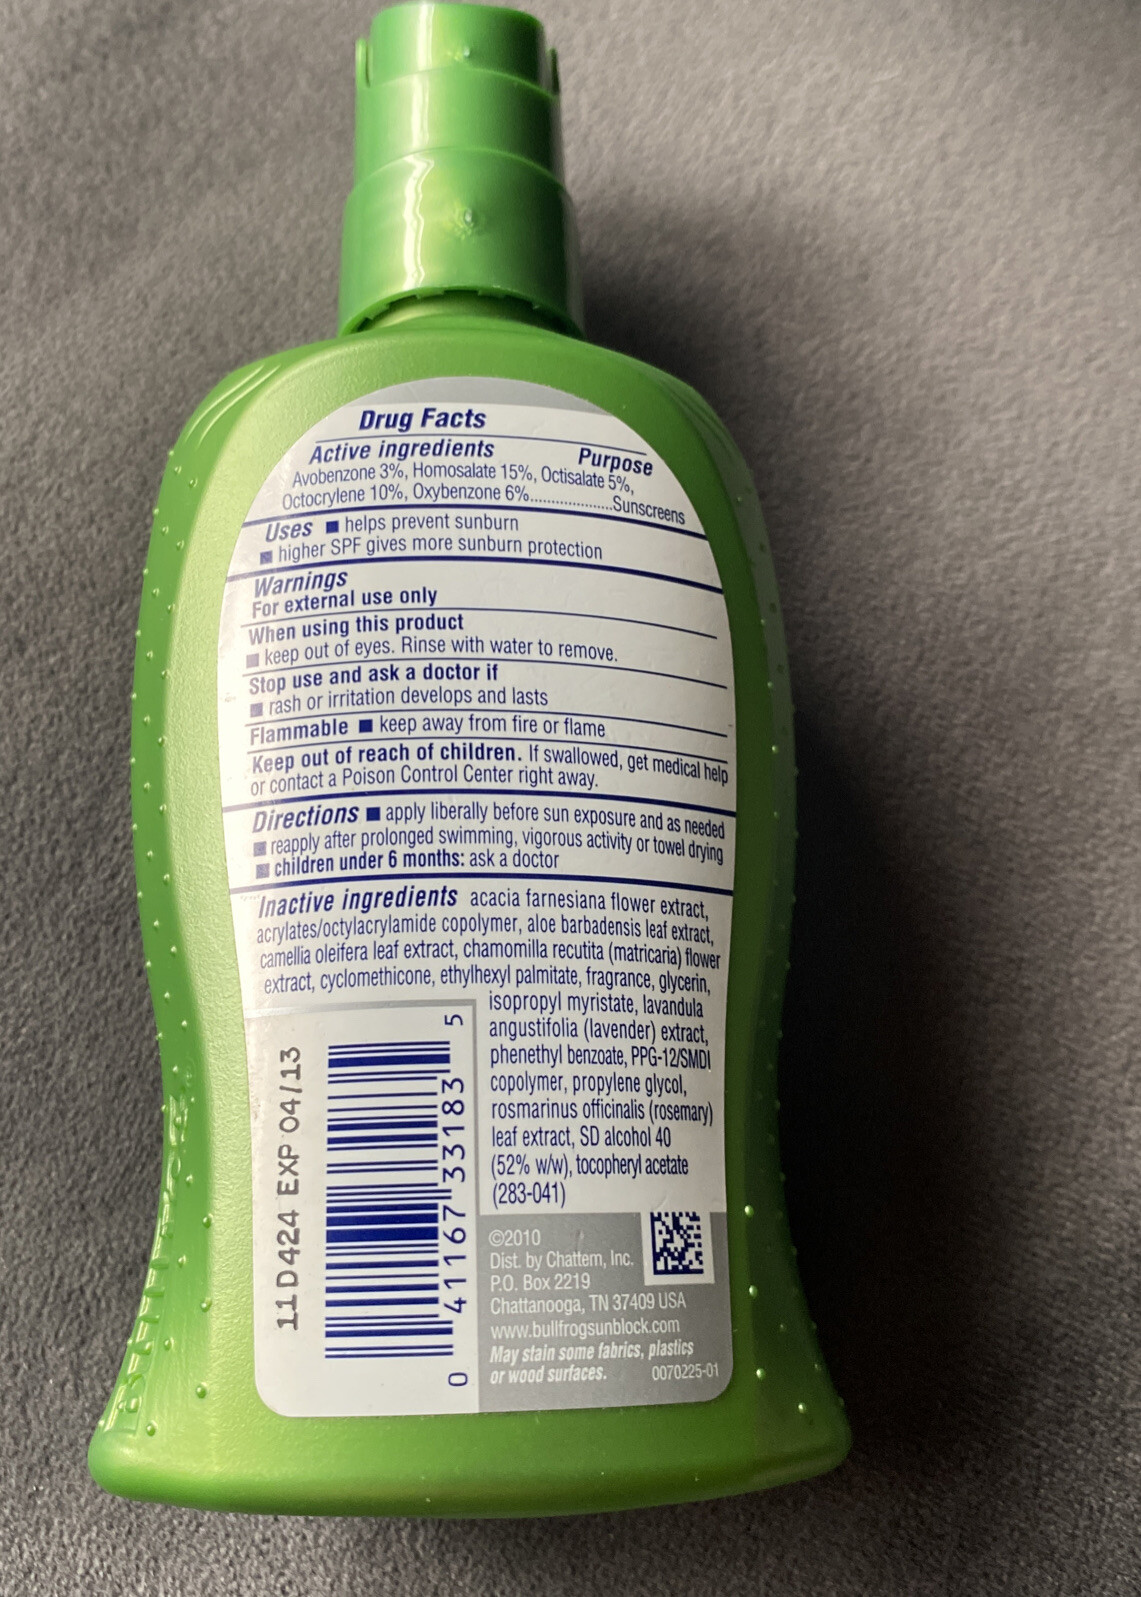 Drug Facts
Active ingredients Purpose
Avobenzone 3%, Homosalate 15%, Octisalate 5%,
Octocrylene 10%, Oxybenzone 6%.....................Sunscreens
Uses ■ helps prevent sunburn
■ higher SPF gives more sunburn protection
Warnings
For external use only
When using this product
■ keep out of eyes. Rinse with water to remove.
Stop use and ask a doctor if
■ rash or irritation develops and lasts
Flammable ■ keep away from fire or flame
Keep out of reach of children. If swallowed, get medical help
or contact a Poison Control Center right away.
Directions ■ apply liberally before sun exposure and as needed
■ reapply after prolonged swimming, vigorous activity or towel drying
■ children under 6 months: ask a doctor
Inactive ingredients acacia farnesiana flower extract,
acrylates/octylacrylamide copolymer, aloe barbadensis leaf extract,
camellia oleifera leaf extract, chamomilla recutita (matricaria) flower
extract, cyclomethicone, ethylhexyl palmitate, fragrance, glycerin,
isopropyl myristate, lavandula
angustifolia (lavender) extract,
phenethyl benzoate, PPG-12/SMDI
copolymer, propylene glycol,
rosmarinus officinalis (rosemary)
leaf extract, SD alcohol 40
(52% w/w), tocopheryl acetate
(283-041)
11D424 EXP 04/13
0 41167 33183 5
©2010
Dist. by Chattem, Inc.
P.O. Box 2219
Chattanooga, TN 37409 USA
www.bullfrogsunblock.com
May stain some fabrics, plastics
or wood surfaces. 0070225-01